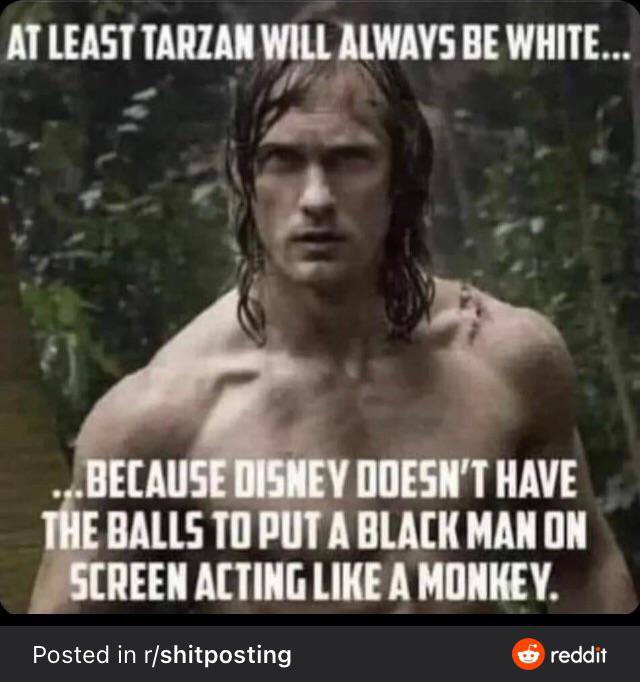 AT LEAST TARZAN WILL ALWAYS BE WHITE...
...BECAUSE DISNEY DOESN'T HAVE
THE BALLS TO PUT A BLACK MAN ON
SCREEN ACTING LIKE A MONKEY.
Posted in r/shitposting
reddit